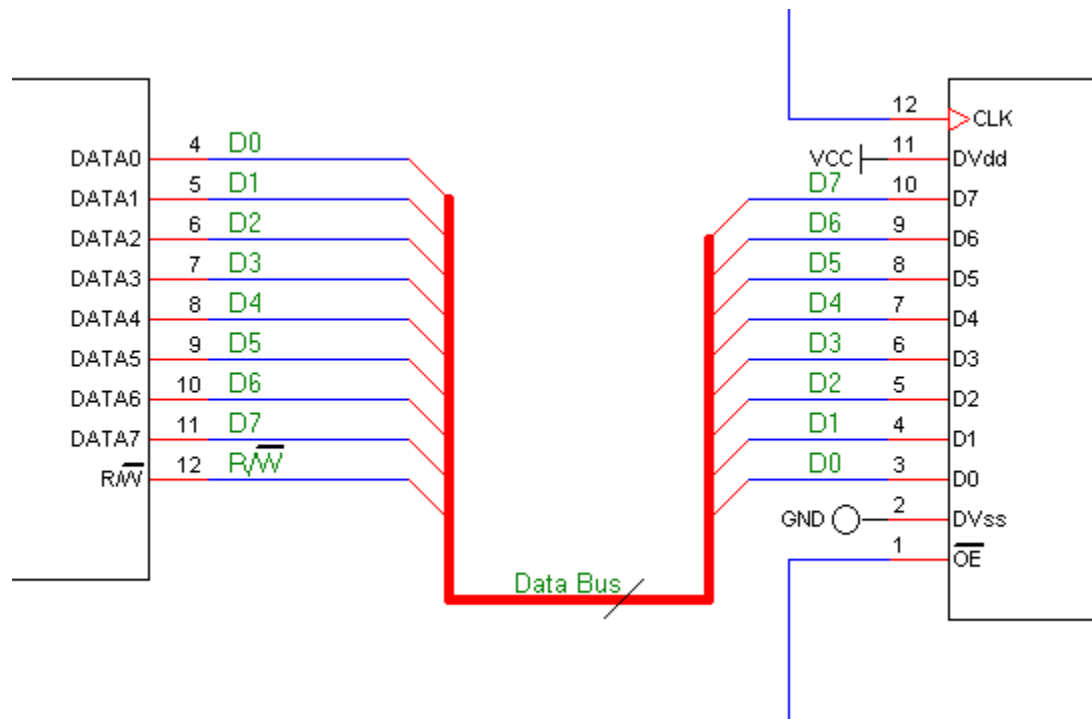 DATA0 4 D0
DATA1 5 D1
DATA2 6 D2
DATA3 7 D3
DATA4 8 D4
DATA5 9 D5
DATA6 10 D6
DATA7 11 D7
R/W̅ 12 R/W̅
Data Bus
12 CLK
VCC 11 DVdd
D7 10 D7
D6 9 D6
D5 8 D5
D4 7 D4
D3 6 D3
D2 5 D2
D1 4 D1
D0 3 D0
GND 2 DVss
1 O̅E̅